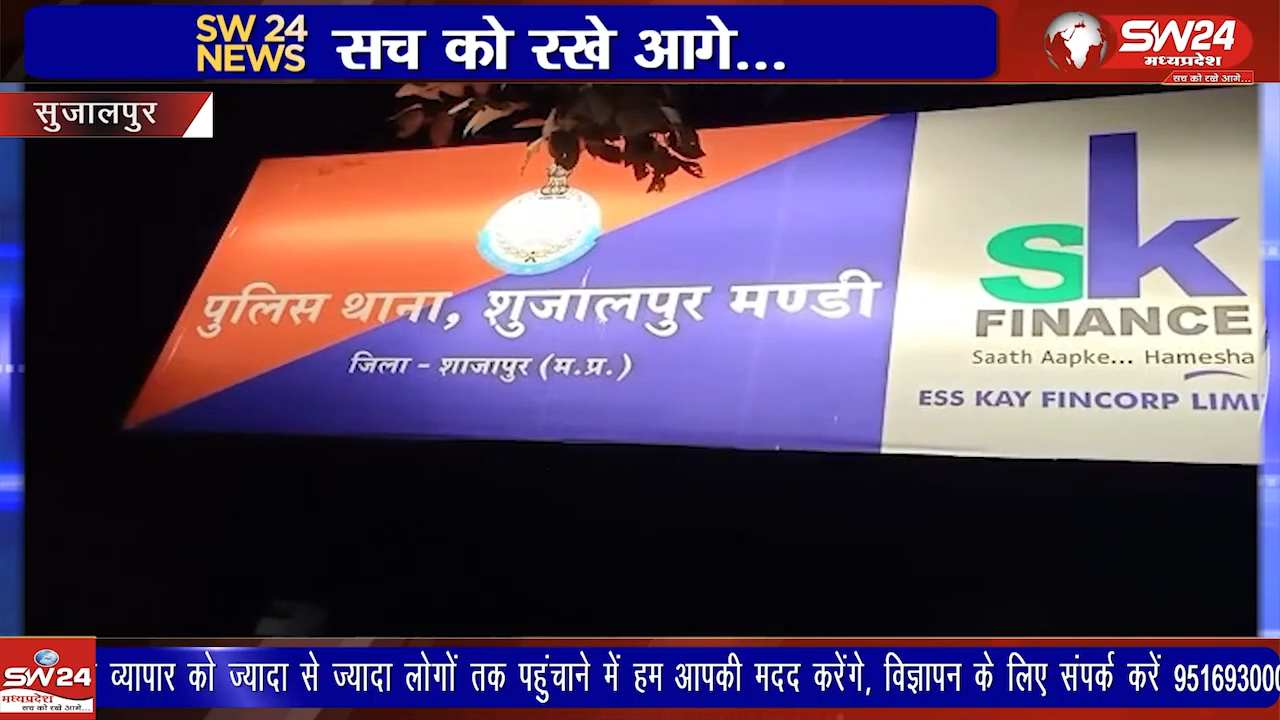 SW 24
NEWS
सच को रखे आगे...
SW24
मध्यप्रदेश
सच को रखे आगे...
सुजालपुर
पुलिस थाना, शुजालपुर मण्डी
जिला - शाजापुर (म.प्र.)
sk
FINANCE
Saath Aapke... Hamesha
ESS KAY FINCORP LIMI
SW24
मध्यप्रदेश
सच को रखे आगे...
व्यापार को ज्यादा से ज्यादा लोगों तक पहुंचाने में हम आपकी मदद करेंगे, विज्ञापन के लिए संपर्क करें 951693000